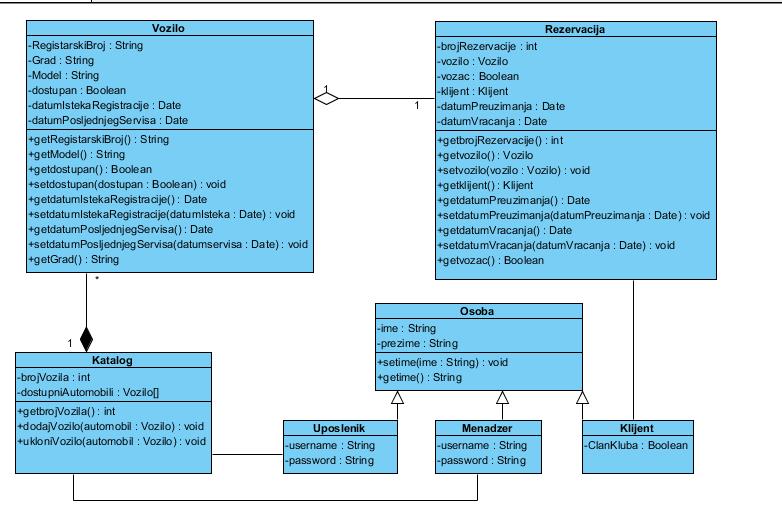 Vozilo
-RegistarskiBroj : String
-Grad : String
-Model : String
-dostupan : Boolean
-datumIstekaRegistracije : Date
-datumPosljednjegServisa : Date
+getRegistarskiBroj() : String
+getModel() : String
+getdostupan() : Boolean
+setdostupan(dostupan : Boolean) : void
+getdatumIstekaRegistracije() : Date
+setdatumIstekaRegistracije(datumIsteka : Date) : void
+getdatumPosljednjegServisa() : Date
+setdatumPosljednjegServisa(datumservisa : Date) : void
+getGrad() : String
1
1
Rezervacija
-brojRezervacije : int
-vozilo : Vozilo
-vozac : Boolean
-klijent : Klijent
-datumPreuzimanja : Date
-datumVracanja : Date
+getbrojRezervacije() : int
+getvozilo() : Vozilo
+setvozilo(vozilo : Vozilo) : void
+getklijent() : Klijent
+getdatumPreuzimanja() : Date
+setdatumPreuzimanja(datumPreuzimanja : Date) : void
+getdatumVracanja() : Date
+setdatumVracanja(datumVracanja : Date) : void
+getvozac() : Boolean
*
1
Osoba
-ime : String
-prezime : String
+setime(ime : String) : void
+getime() : String
Katalog
-brojVozila : int
-dostupniAutomobili : Vozilo[]
+getbrojVozila() : int
+dodajVozilo(automobil : Vozilo) : void
+ukloniVozilo(automobil : Vozilo) : void
Uposlenik
-username : String
-password : String
Menadzer
-username : String
-password : String
Klijent
-ClanKluba : Boolean